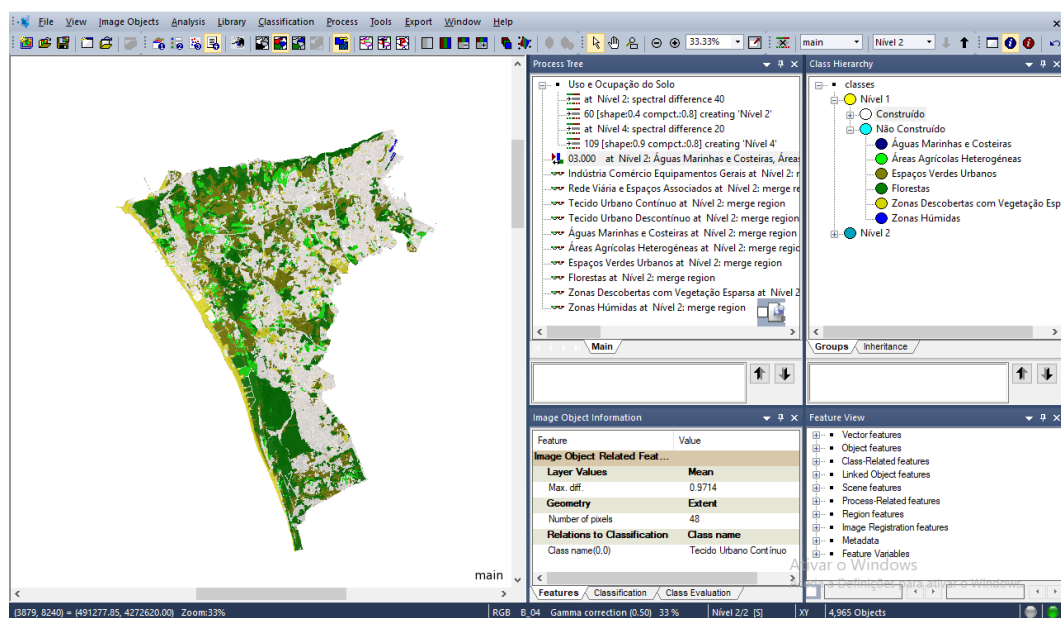 File View Image Objects Analysis Library Classification Process Tools Export Window Help
33.33% main Nível 2
Process Tree
Uso e Ocupação do Solo
at Nível 2: spectral difference 40
60 [shape:0.4 compct.:0.8] creating 'Nível 2'
at Nível 4: spectral difference 20
109 [shape:0.9 compct.:0.8] creating 'Nível 4'
03.000 at Nível 2: Águas Marinhas e Costeiras, Áreas
Indústria Comércio Equipamentos Gerais at Nível 2: r
Rede Viária e Espaços Associados at Nível 2: merge re
Tecido Urbano Contínuo at Nível 2: merge region
Tecido Urbano Descontínuo at Nível 2: merge region
Águas Marinhas e Costeiras at Nível 2: merge region
Áreas Agrícolas Heterogéneas at Nível 2: merge regio
Espaços Verdes Urbanos at Nível 2: merge region
Florestas at Nível 2: merge region
Zonas Descobertas com Vegetação Esparsa at Nível 2
Zonas Húmidas at Nível 2: merge region
Main
Class Hierarchy
classes
Nível 1
Construído
Não Construído
Águas Marinhas e Costeiras
Áreas Agrícolas Heterogéneas
Espaços Verdes Urbanos
Florestas
Zonas Descobertas com Vegetação Esp
Zonas Húmidas
Nível 2
Groups Inheritance
Image Object Information
Feature Value
Image Object Related Feat...
Layer Values Mean
Max. diff. 0.9714
Geometry Extent
Number of pixels 48
Relations to Classification Class name
Class name(0,0) Tecido Urbano Contínuo
Features Classification Class Evaluation
Feature View
Vector features
Object features
Class-Related features
Linked Object features
Scene features
Process-Related features
Region features
Image Registration features
Metadata
Feature Variables
Ativar o Windows
a Definições para ativar o Windows.
main
(3879, 8240) = (491277.85, 4272620.00) Zoom:33%
RGB B_04 Gamma correction (0.50) 33 % Nível 2/2 [S] XY 4,965 Objects